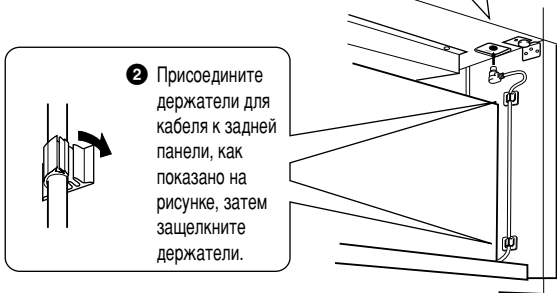 ❷ Присоедините
держатели для
кабеля к задней
панели, как
показано на
рисунке, затем
защелкните
держатели.